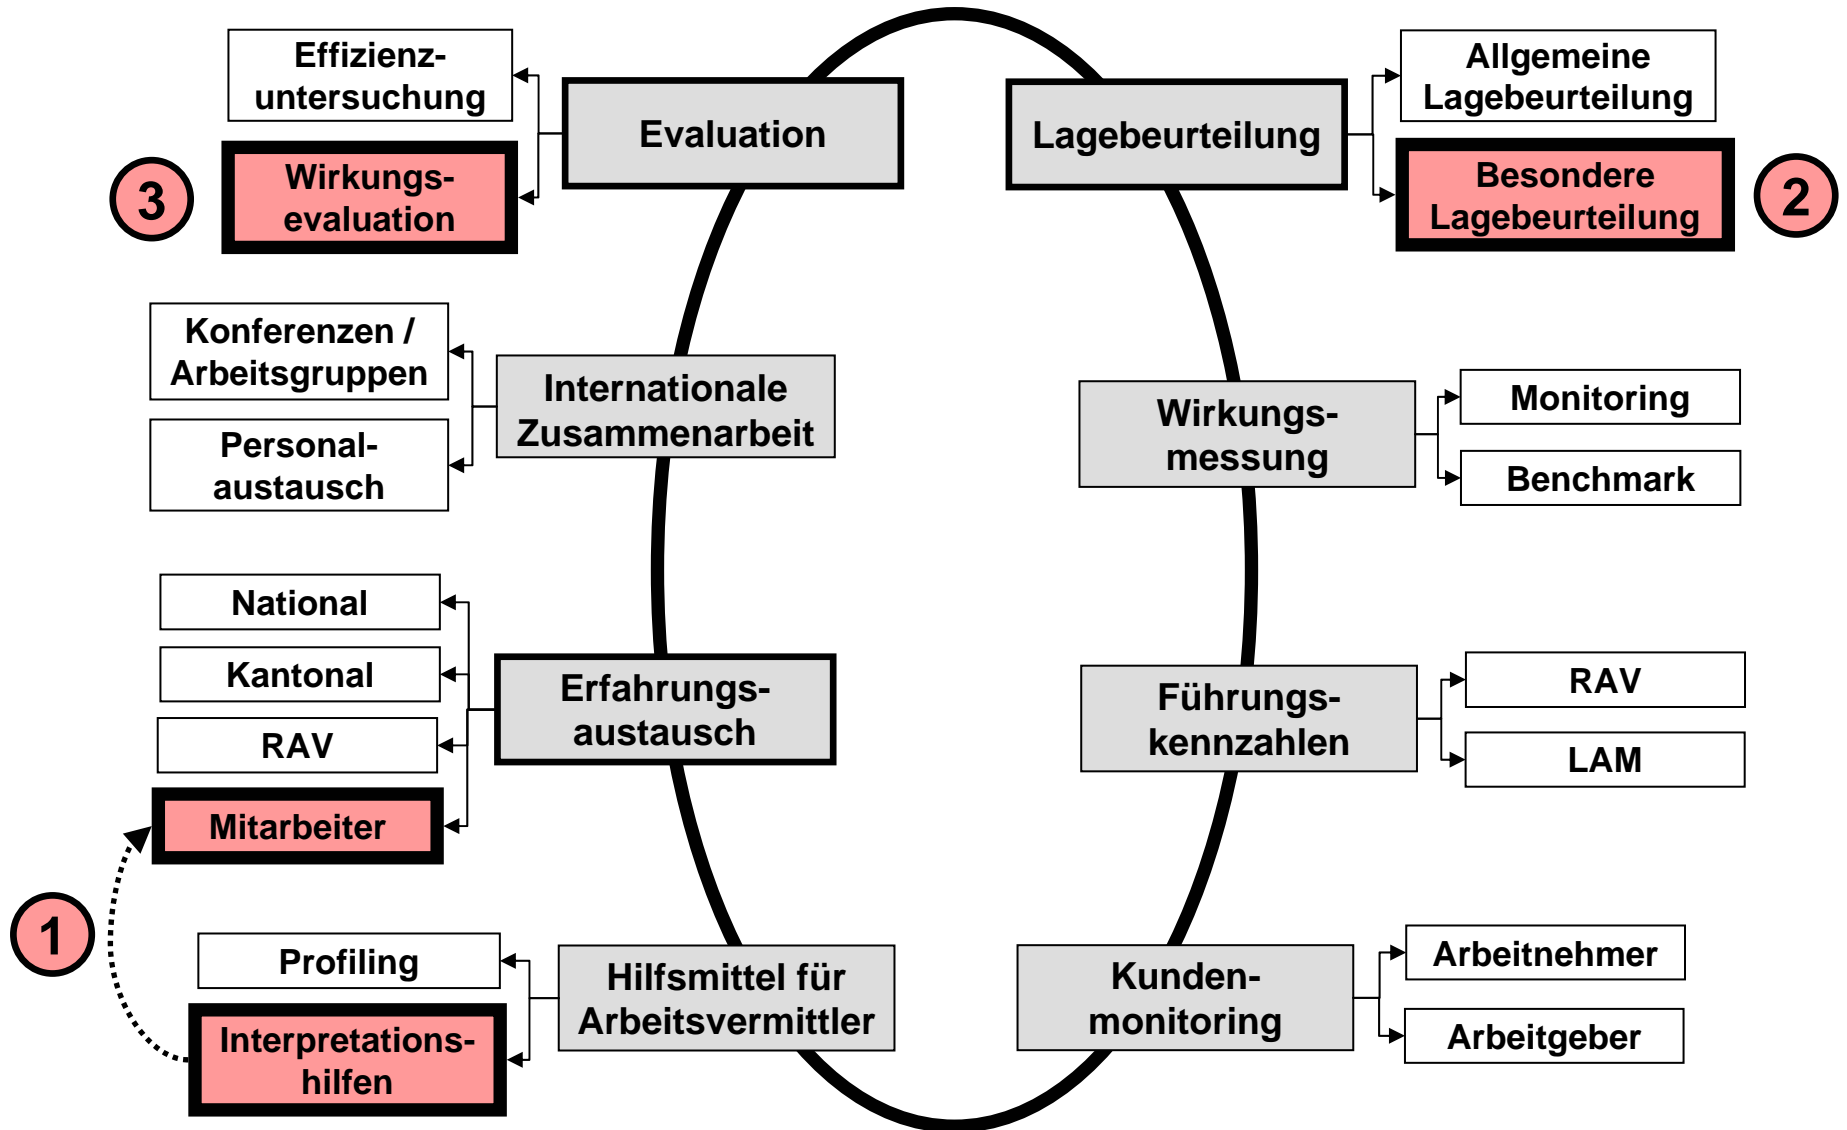 Effizienz-
untersuchung
Evaluation
Wirkungs-
evaluation
3
Lagebeurteilung
Allgemeine
Lagebeurteilung
Besondere
Lagebeurteilung
2
Konferenzen /
Arbeitsgruppen
Internationale
Zusammenarbeit
Personal-
austausch
Wirkungs-
messung
Monitoring
Benchmark
National
Kantonal
RAV
Mitarbeiter
Erfahrungs-
austausch
Führungs-
kennzahlen
RAV
LAM
1
Profiling
Interpretations-
hilfen
Hilfsmittel für
Arbeitsvermittler
Kunden-
monitoring
Arbeitnehmer
Arbeitgeber